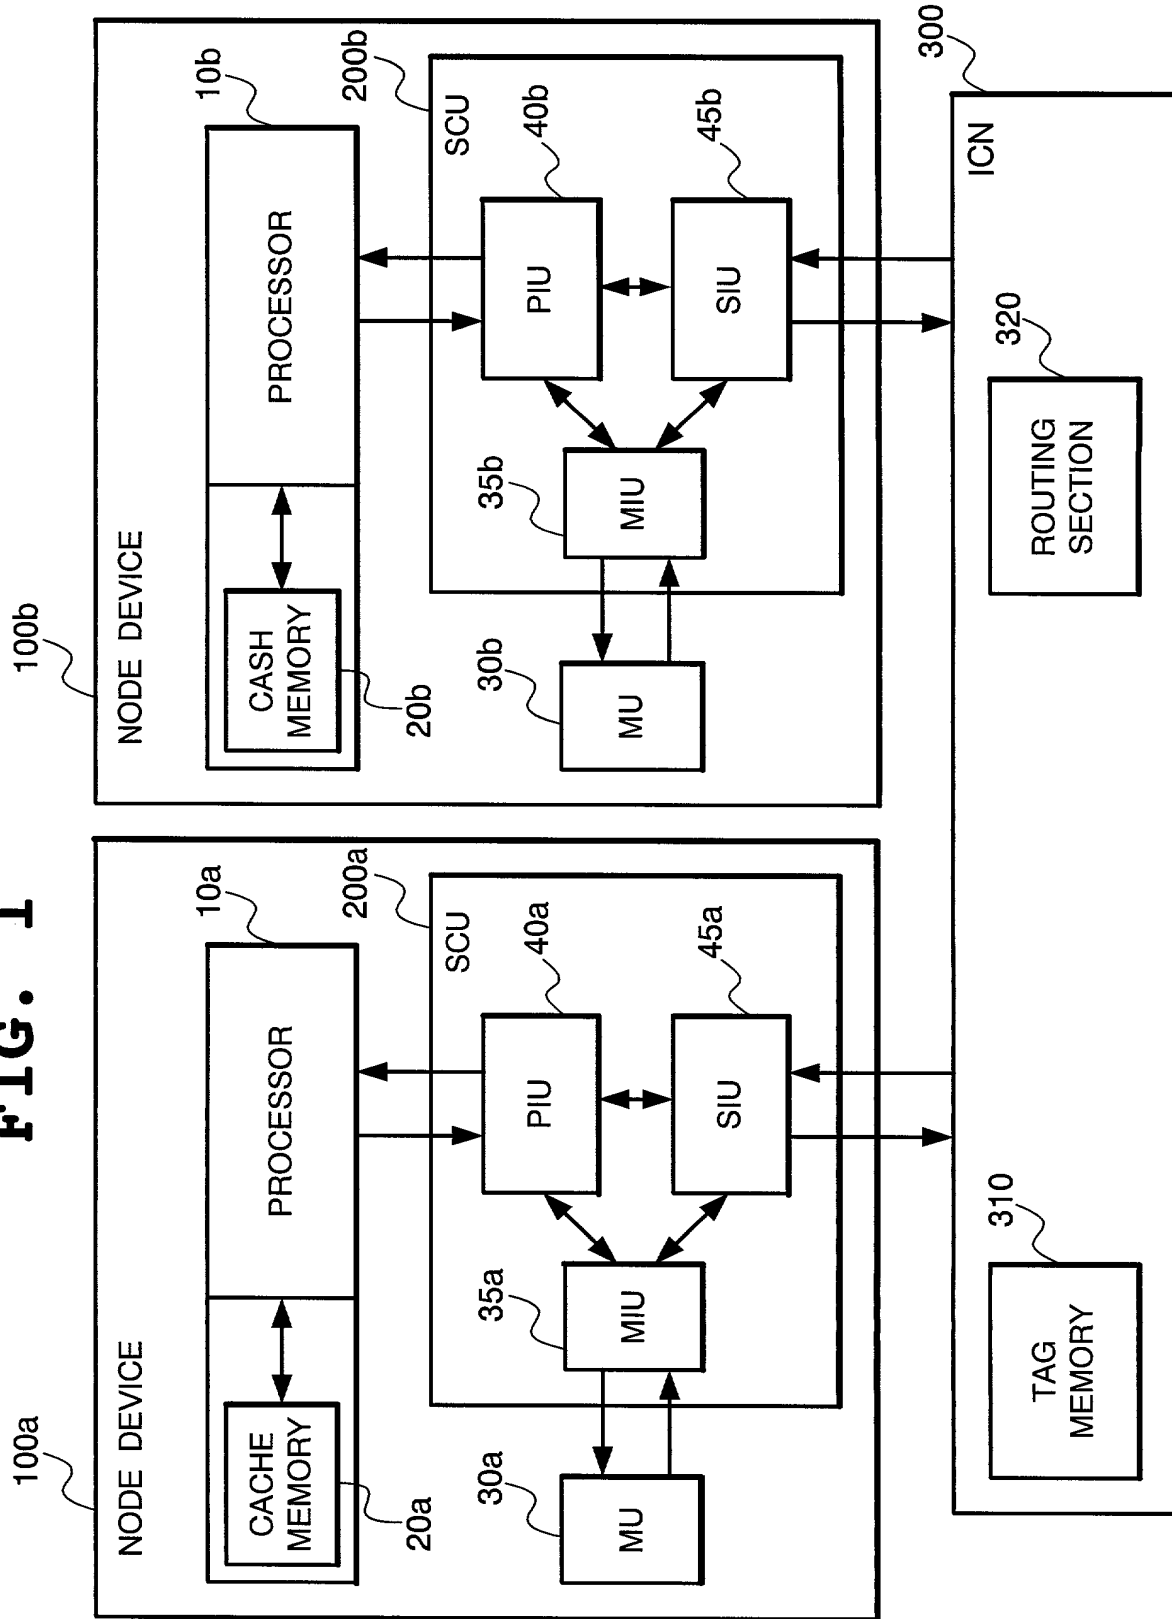 FIG. 1
100a
NODE DEVICE
CACHE
MEMORY
20a
PROCESSOR
10a
200a
SCU
30a
MU
35a
MIU
PIU
40a
SIU
45a
100b
NODE DEVICE
CASH
MEMORY
20b
PROCESSOR
10b
200b
SCU
30b
MU
35b
MIU
PIU
40b
SIU
45b
300
ICN
310
TAG
MEMORY
320
ROUTING
SECTION